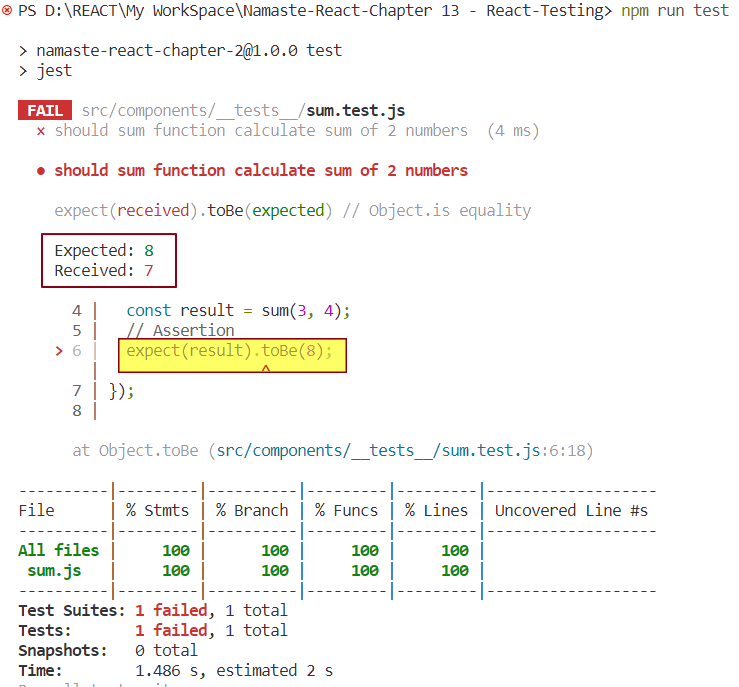 PS D:\REACT\My WorkSpace\Namaste-React-Chapter 13 - React-Testing> npm run test
> namaste-react-chapter-2@1.0.0 test
> jest
FAIL src/components/__tests__/sum.test.js
× should sum function calculate sum of 2 numbers (4 ms)
● should sum function calculate sum of 2 numbers
expect(received).toBe(expected) // Object.is equality
Expected: 8
Received: 7
4 | const result = sum(3, 4);
5 | // Assertion
> 6 | expect(result).toBe(8);
| ^
7 | });
8 |
at Object.toBe (src/components/__tests__/sum.test.js:6:18)
----------|---------|----------|---------|---------|-------------------
File | % Stmts | % Branch | % Funcs | % Lines | Uncovered Line #s
----------|---------|----------|---------|---------|-------------------
All files | 100 | 100 | 100 | 100 |
sum.js | 100 | 100 | 100 | 100 |
----------|---------|----------|---------|---------|-------------------
Test Suites: 1 failed, 1 total
Tests: 1 failed, 1 total
Snapshots: 0 total
Time: 1.486 s, estimated 2 s